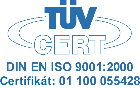 TÜV
CERT
DIN EN ISO 9001:2000
Certifikát: 01 100 055428